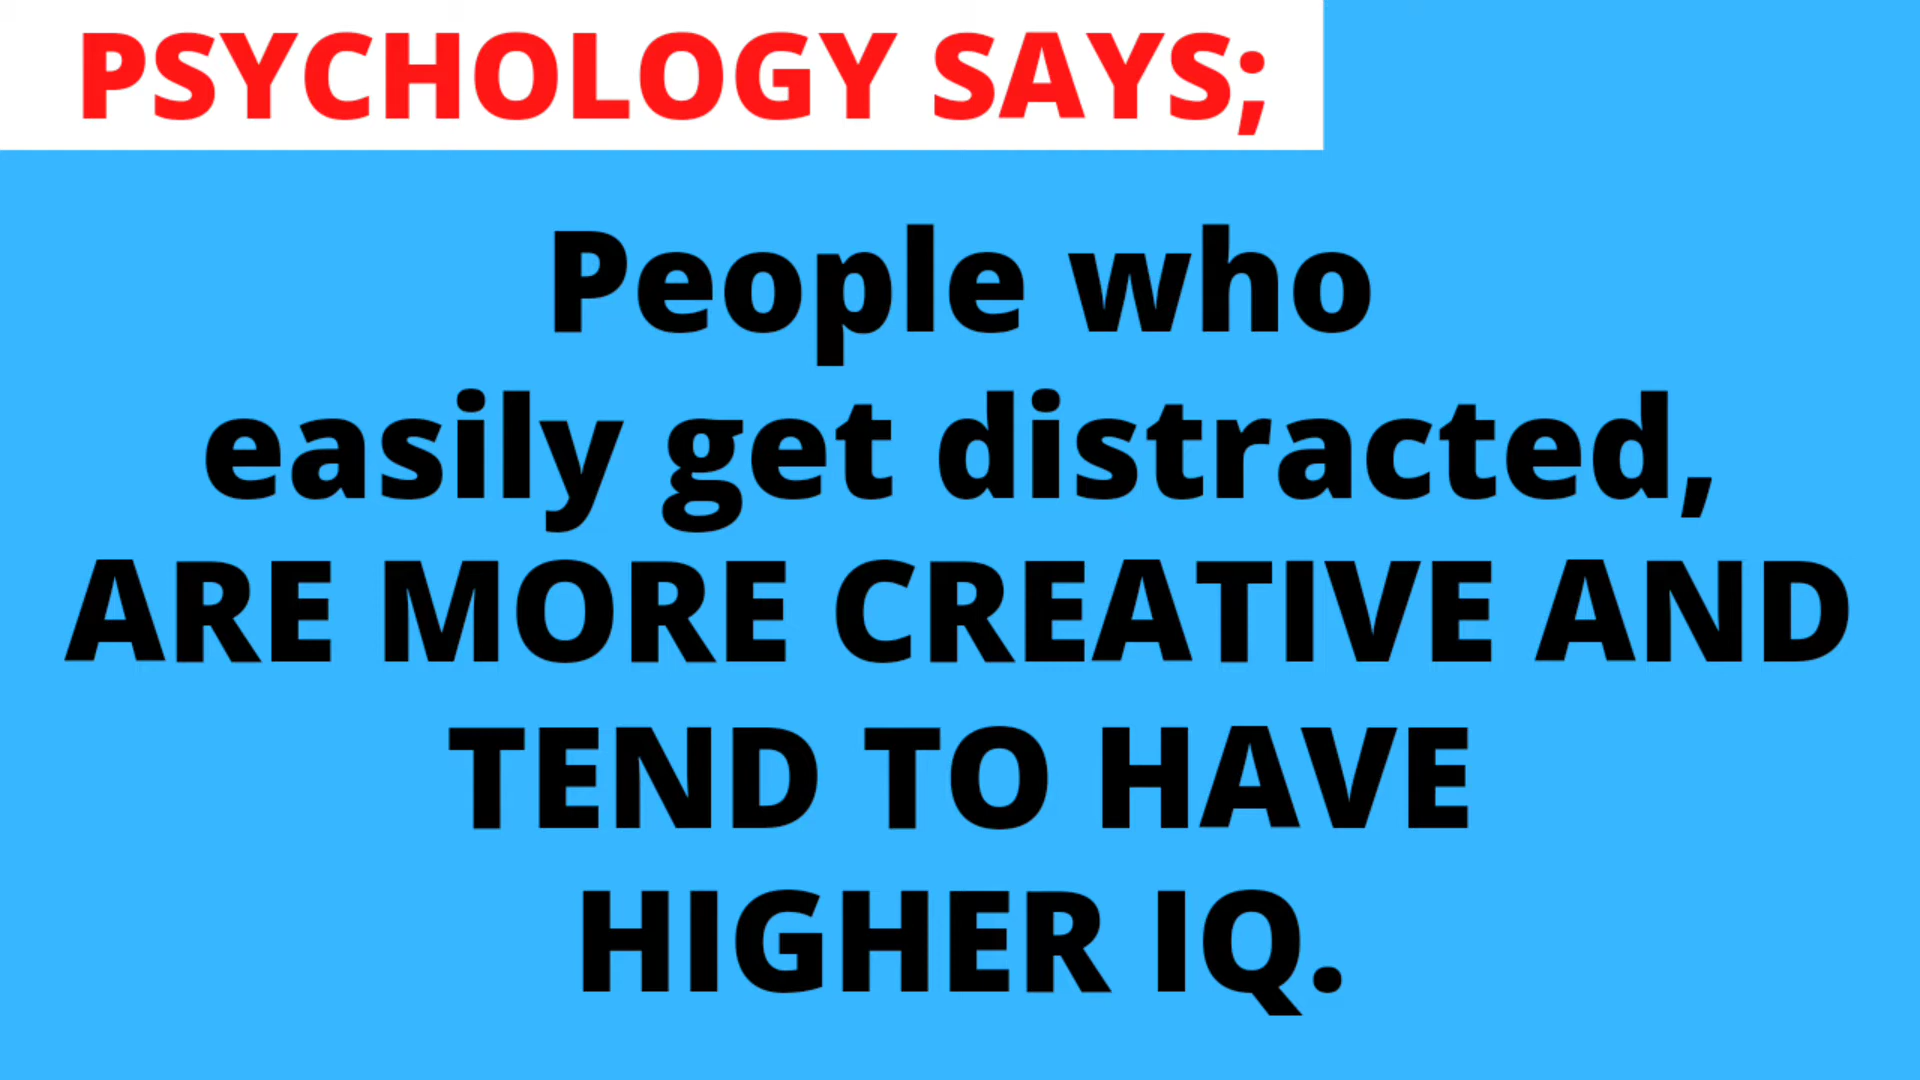 PSYCHOLOGY SAYS;
People who
easily get distracted,
ARE MORE CREATIVE AND
TEND TO HAVE
HIGHER IQ.